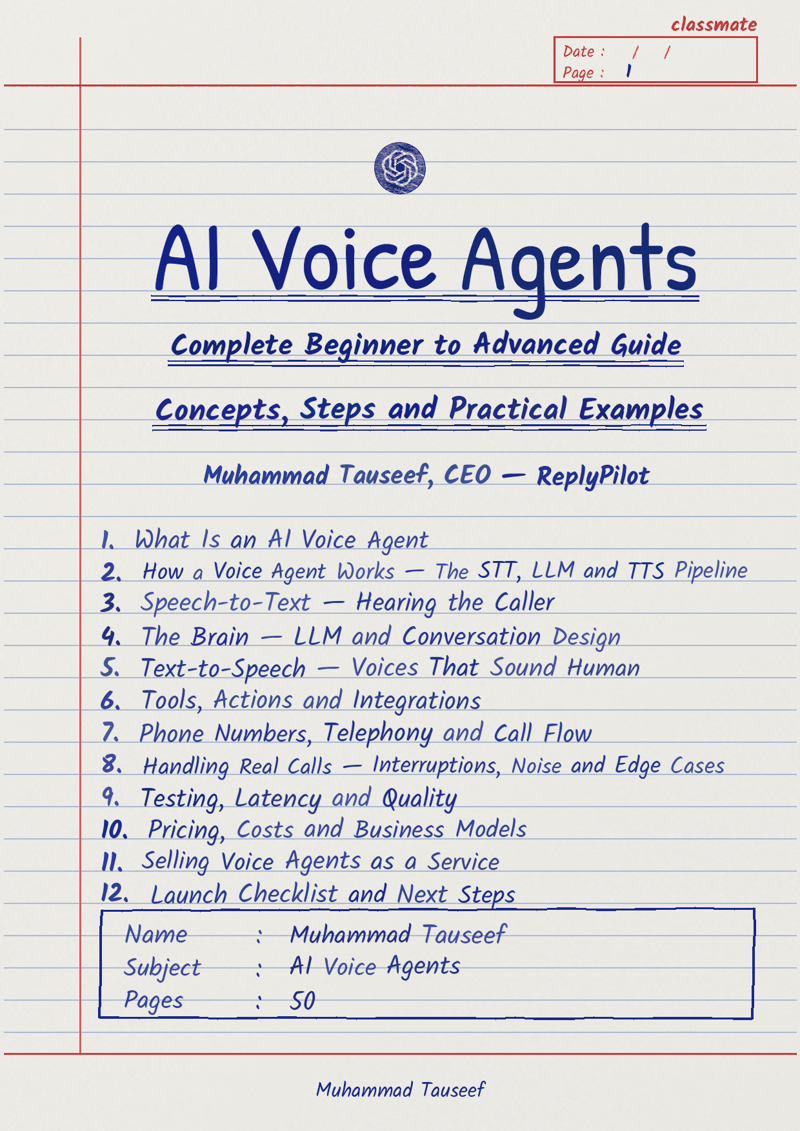 classmate
Date : / /
Page : 1
AI Voice Agents
Complete Beginner to Advanced Guide
Concepts, Steps and Practical Examples
Muhammad Tauseef, CEO — ReplyPilot
1. What Is an AI Voice Agent
2. How a Voice Agent Works — The STT, LLM and TTS Pipeline
3. Speech-to-Text — Hearing the Caller
4. The Brain — LLM and Conversation Design
5. Text-to-Speech — Voices That Sound Human
6. Tools, Actions and Integrations
7. Phone Numbers, Telephony and Call Flow
8. Handling Real Calls — Interruptions, Noise and Edge Cases
9. Testing, Latency and Quality
10. Pricing, Costs and Business Models
11. Selling Voice Agents as a Service
12. Launch Checklist and Next Steps
Name : Muhammad Tauseef
Subject : AI Voice Agents
Pages : 50
Muhammad Tauseef